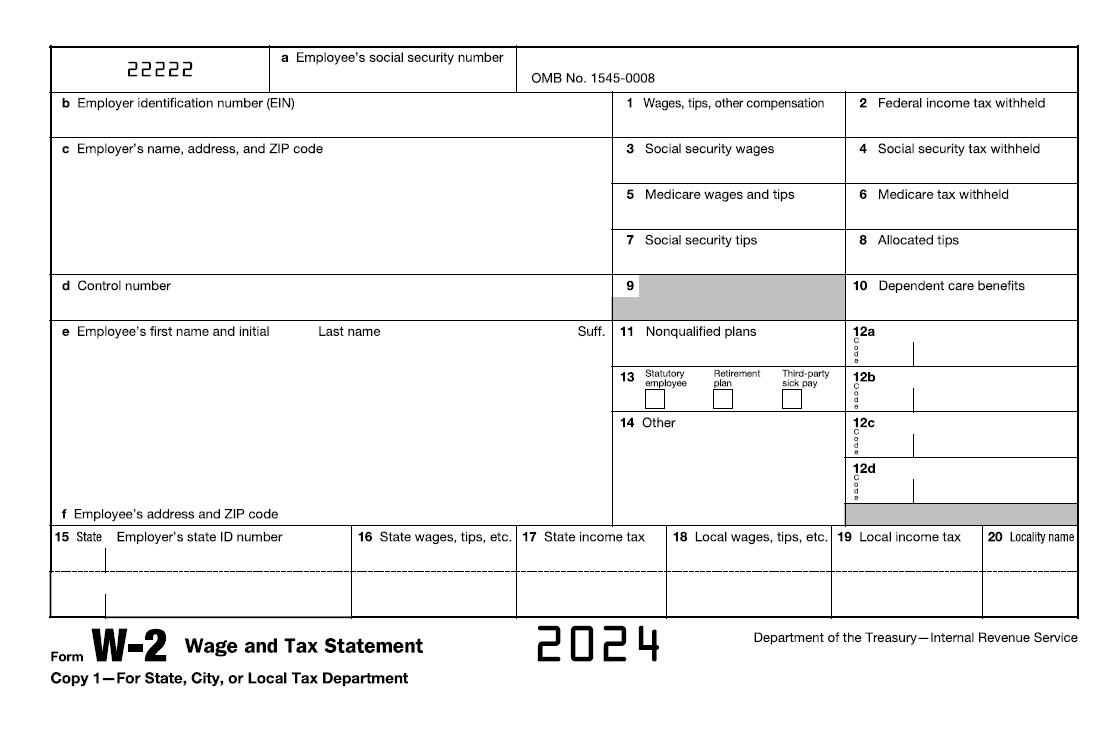 22222
a Employee's social security number
OMB No. 1545-0008
b Employer identification number (EIN)
1 Wages, tips, other compensation
2 Federal income tax withheld
c Employer's name, address, and ZIP code
3 Social security wages
4 Social security tax withheld
5 Medicare wages and tips
6 Medicare tax withheld
7 Social security tips
8 Allocated tips
d Control number
9
10 Dependent care benefits
e Employee's first name and initial
Last name
Suff.
11 Nonqualified plans
12a
Code
13
Statutory
employee
Retirement
plan
Third-party
sick pay
12b
Code
14 Other
12c
Code
12d
Code
f Employee's address and ZIP code
15 State
Employer's state ID number
16 State wages, tips, etc.
17 State income tax
18 Local wages, tips, etc.
19 Local income tax
20 Locality name
Form W-2 Wage and Tax Statement
2024
Department of the Treasury—Internal Revenue Service
Copy 1—For State, City, or Local Tax Department